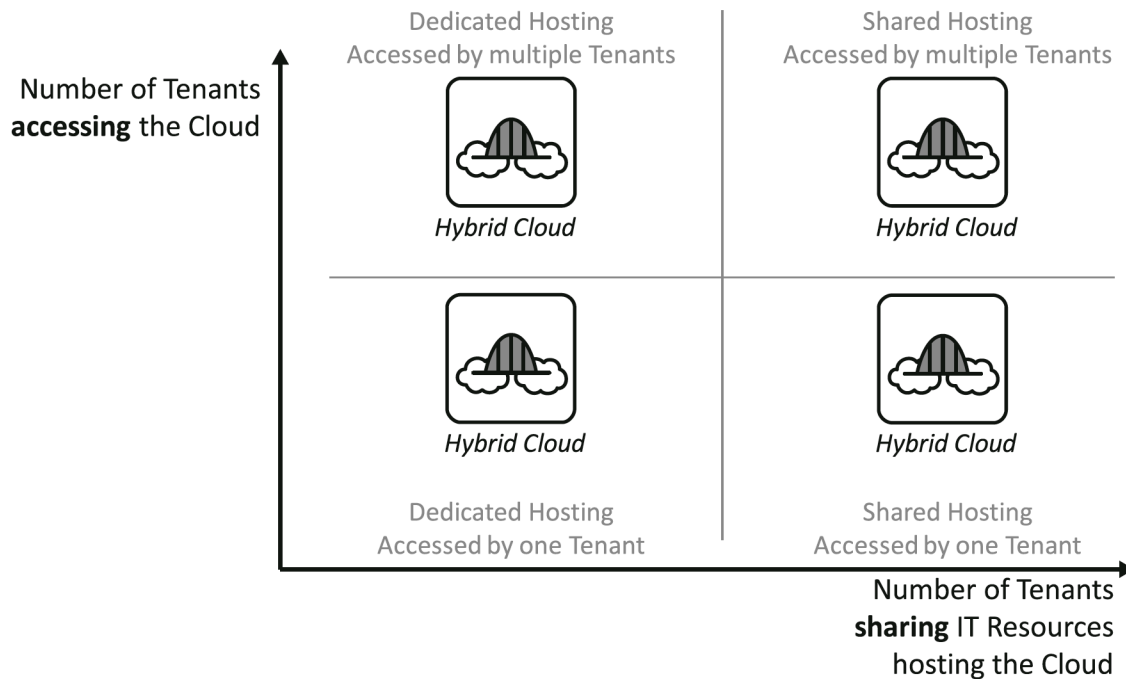 Dedicated Hosting
Accessed by multiple Tenants
Shared Hosting
Accessed by multiple Tenants
Number of Tenants
accessing the Cloud
Hybrid Cloud
Hybrid Cloud
Hybrid Cloud
Hybrid Cloud
Dedicated Hosting
Accessed by one Tenant
Shared Hosting
Accessed by one Tenant
Number of Tenants
sharing IT Resources
hosting the Cloud